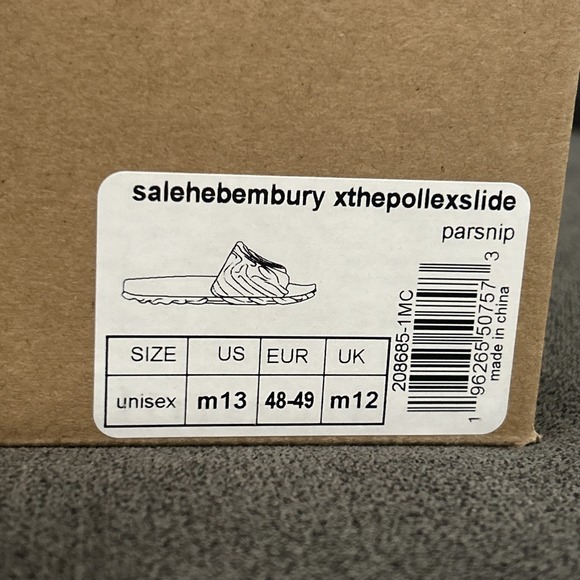 salehebembury xthepollexslide
parsnip
SIZE US EUR UK
unisex m13 48-49 m12
208685-1MC
1 96265 50757 3
made in china